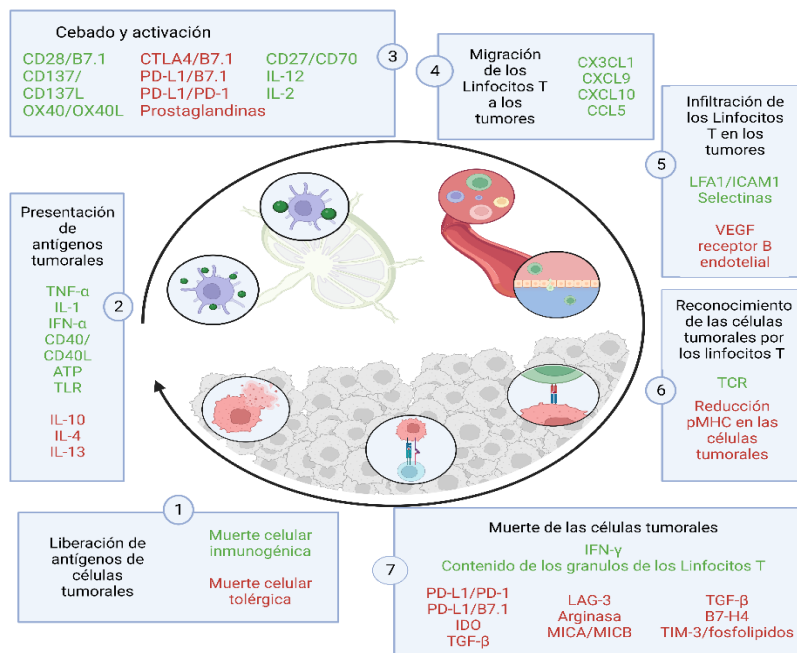 1
Liberación de
antígenos de
células
tumorales
Muerte celular
inmunogénica
Muerte celular
tolérgica
2
Presentación
de
antígenos
tumorales
TNF-α
IL-1
IFN-α
CD40/
CD40L
ATP
TLR
IL-10
IL-4
IL-13
3
Cebado y activación
CD28/B7.1
CD137/
CD137L
OX40/OX40L
CTLA4/B7.1
PD-L1/B7.1
PD-L1/PD-1
Prostaglandinas
CD27/CD70
IL-12
IL-2
4
Migración
de los
Linfocitos T
a los
tumores
CX3CL1
CXCL9
CXCL10
CCL5
5
Infiltración de
los Linfocitos
T en los
tumores
LFA1/ICAM1
Selectinas
VEGF
receptor B
endotelial
6
Reconocimiento
de las células
tumorales por
los linfocitos T
TCR
Reducción
pMHC en las
células
tumorales
7
Muerte de las células tumorales
IFN-γ
Contenido de los granulos de los Linfocitos T
PD-L1/PD-1
PD-L1/B7.1
IDO
TGF-β
LAG-3
Arginasa
MICA/MICB
TGF-β
B7-H4
TIM-3/fosfolipidos